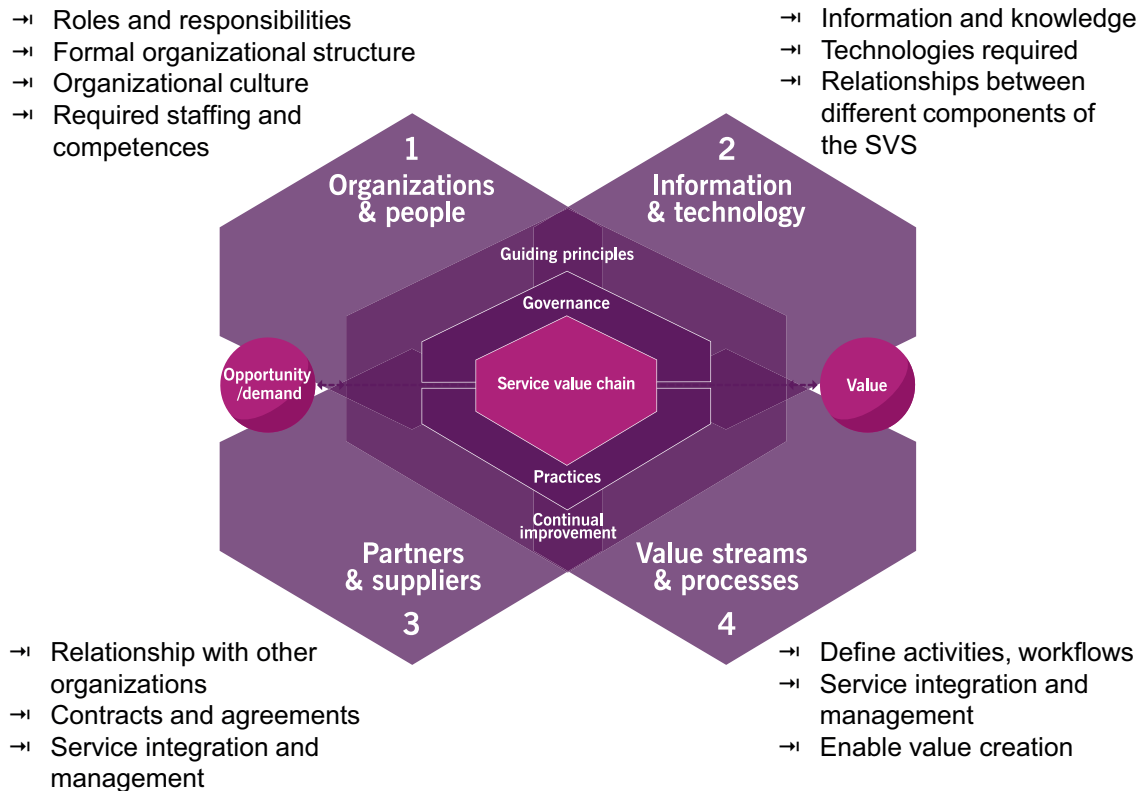 Roles and responsibilities
Formal organizational structure
Organizational culture
Required staffing and
competences
Information and knowledge
Technologies required
Relationships between
different components of
the SVS
1
Organizations
& people
2
Information
& technology
Guiding principles
Governance
Opportunity
/demand
Service value chain
Value
Practices
Continual
improvement
Partners
& suppliers
3
Value streams
& processes
4
Relationship with other
organizations
Contracts and agreements
Service integration and
management
Define activities, workflows
Service integration and
management
Enable value creation